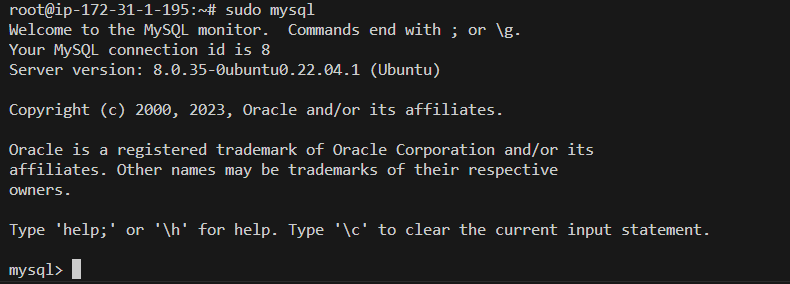 root@ip-172-31-1-195:~# sudo mysql
Welcome to the MySQL monitor.  Commands end with ; or \g.
Your MySQL connection id is 8
Server version: 8.0.35-0ubuntu0.22.04.1 (Ubuntu)
Copyright (c) 2000, 2023, Oracle and/or its affiliates.
Oracle is a registered trademark of Oracle Corporation and/or its
affiliates. Other names may be trademarks of their respective
owners.
Type 'help;' or '\h' for help. Type '\c' to clear the current input statement.
mysql>